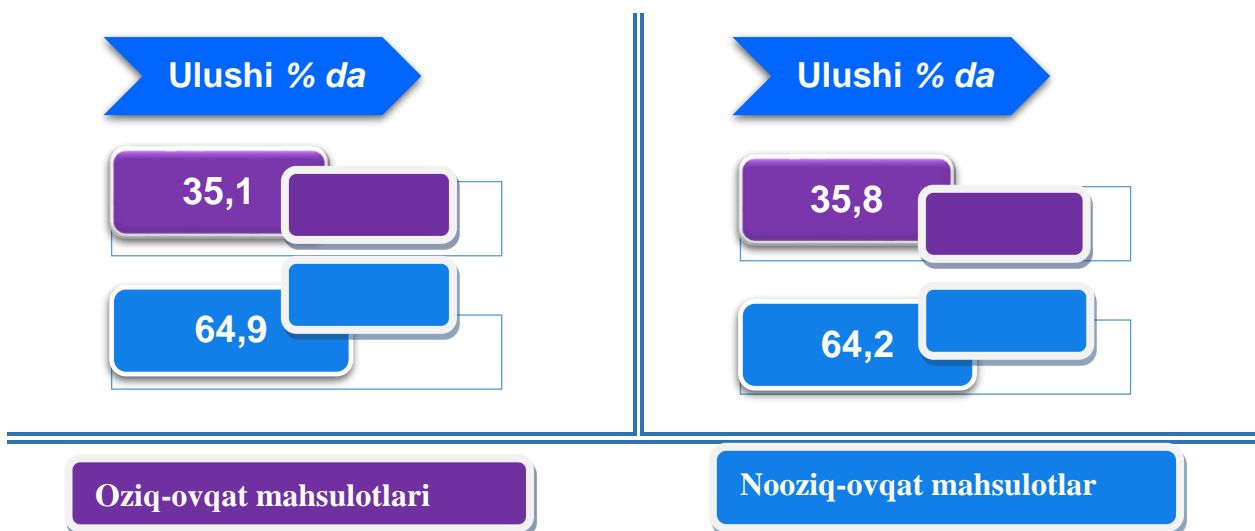 Ulushi % da
35,1
64,9
Ulushi % da
35,8
64,2
Oziq-ovqat mahsulotlari
Nooziq-ovqat mahsulotlar